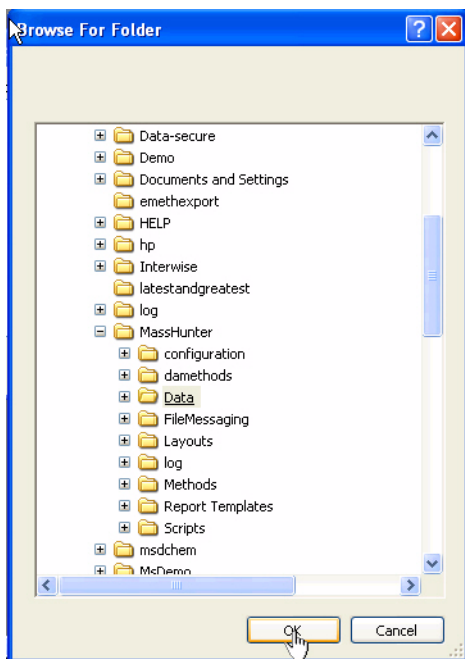 Browse For Folder
Data-secure
Demo
Documents and Settings
emethexport
HELP
hp
Interwise
latestandgreatest
log
MassHunter
configuration
damethods
Data
FileMessaging
Layouts
log
Methods
Report Templates
Scripts
msdchem
MsDemo
OK Cancel